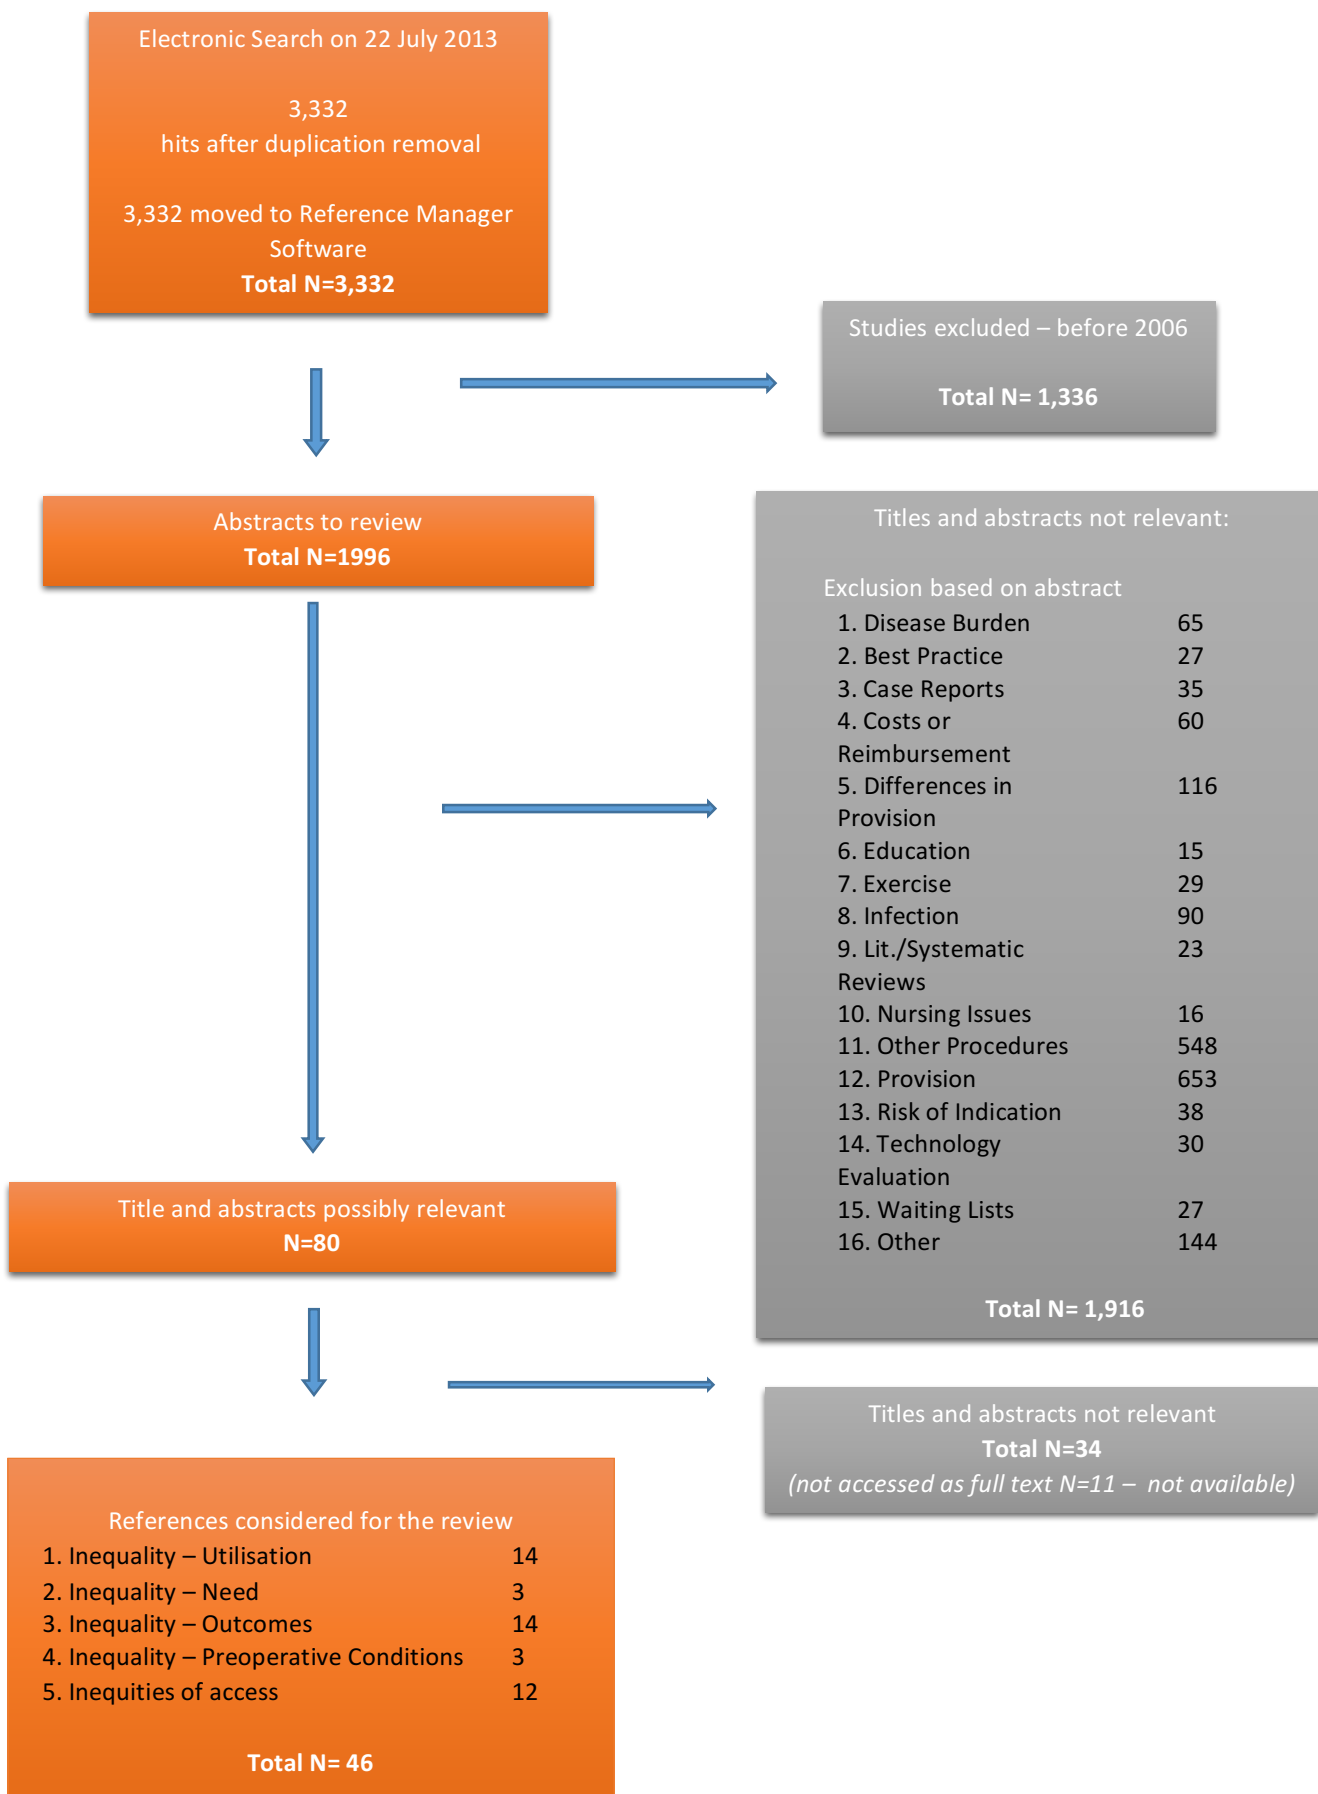 Electronic Search on 22 July 2013
3,332
hits after duplication removal
3,332 moved to Reference Manager
Software
Total N=3,332
Studies excluded – before 2006
Total N= 1,336
Abstracts to review
Total N=1996
Titles and abstracts not relevant:
Exclusion based on abstract
1. Disease Burden 65
2. Best Practice 27
3. Case Reports 35
4. Costs or 60
Reimbursement
5. Differences in 116
Provision
6. Education 15
7. Exercise 29
8. Infection 90
9. Lit./Systematic 23
Reviews
10. Nursing Issues 16
11. Other Procedures 548
12. Provision 653
13. Risk of Indication 38
14. Technology 30
Evaluation
15. Waiting Lists 27
16. Other 144
Total N= 1,916
Title and abstracts possibly relevant
N=80
Titles and abstracts not relevant
Total N=34
(not accessed as full text N=11 – not available)
References considered for the review
1. Inequality – Utilisation 14
2. Inequality – Need 3
3. Inequality – Outcomes 14
4. Inequality – Preoperative Conditions 3
5. Inequities of access 12
Total N= 46